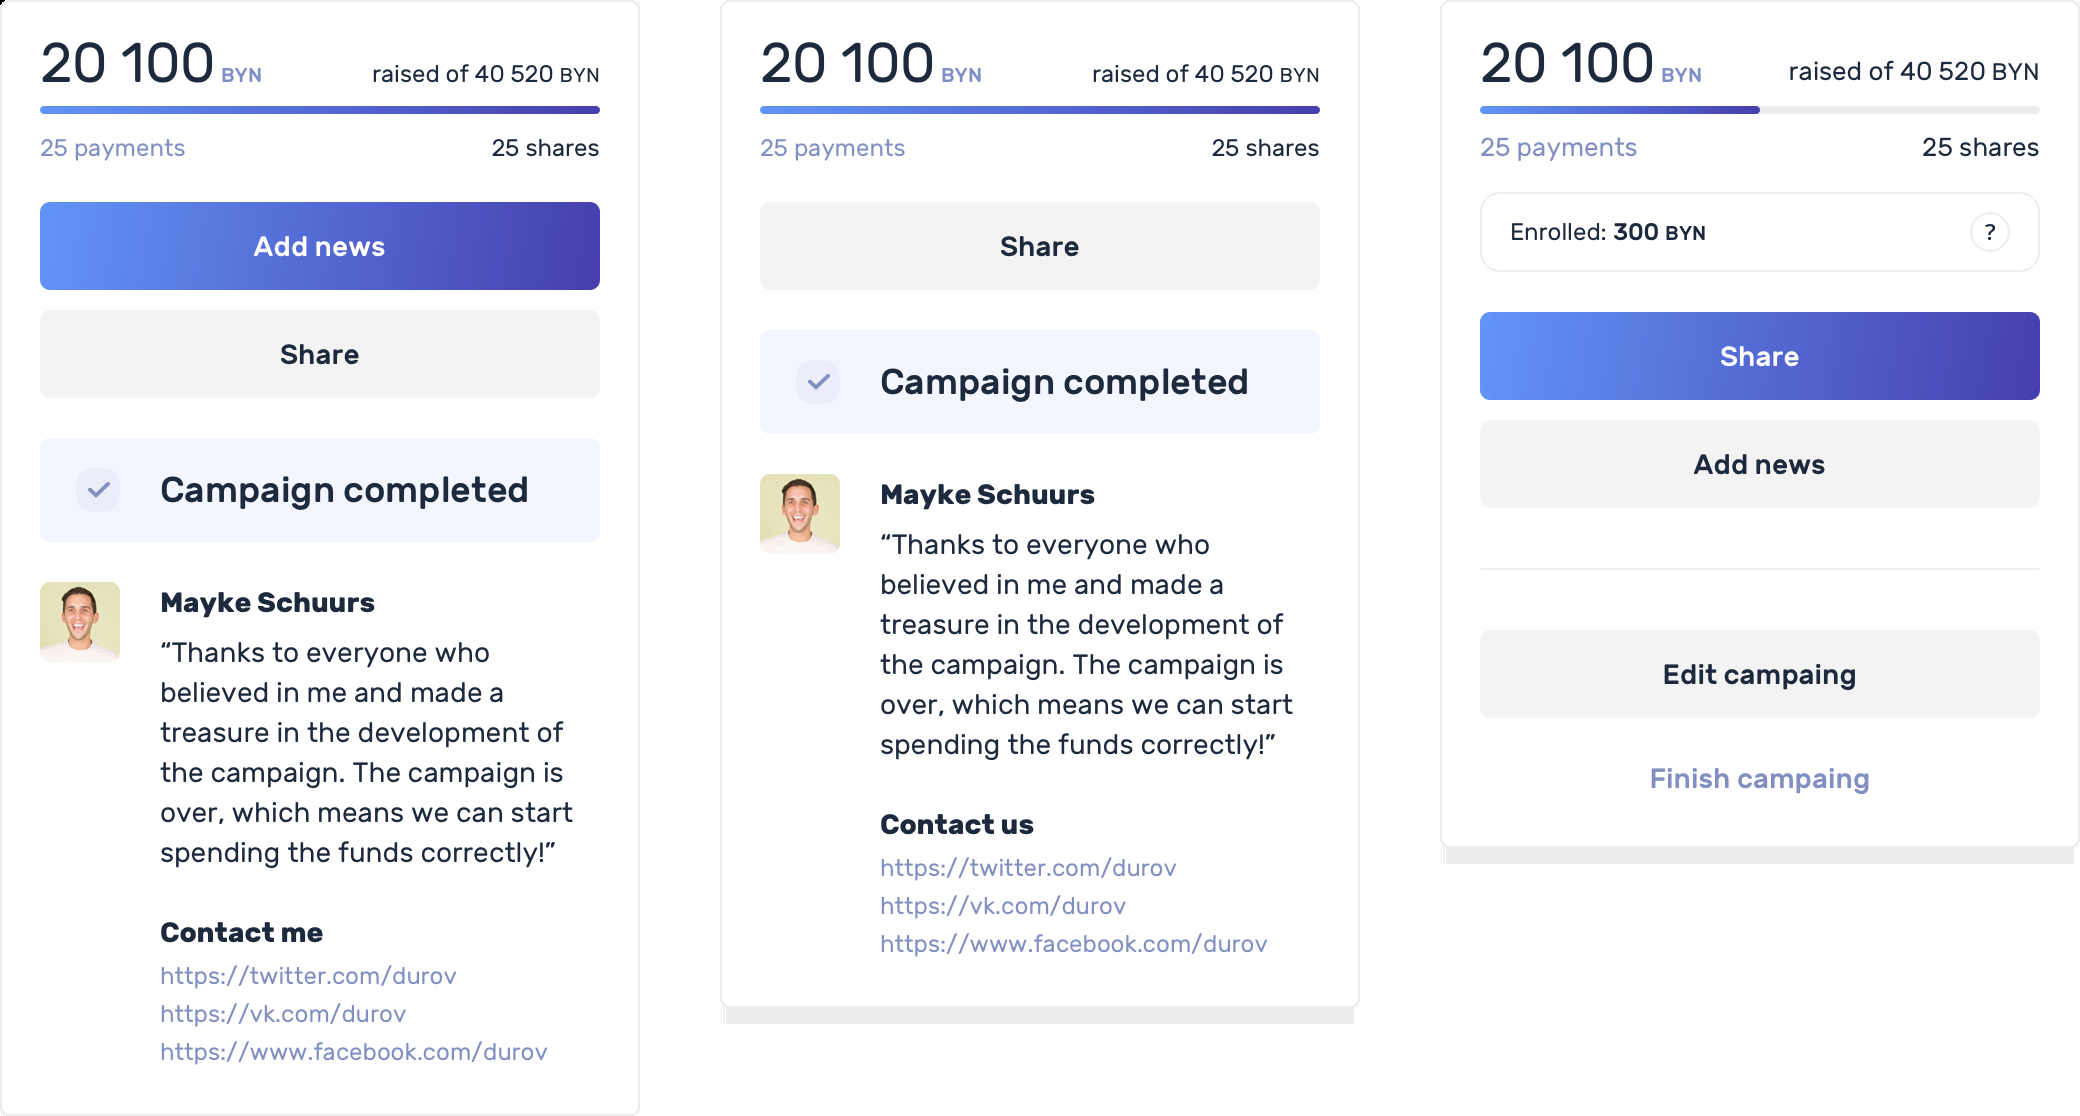 20 100 BYN raised of 40 520 BYN
25 payments 25 shares
Add news
Share
Campaign completed
Mayke Schuurs
“Thanks to everyone who
believed in me and made a
treasure in the development of
the campaign. The campaign is
over, which means we can start
spending the funds correctly!”
Contact me
https://twitter.com/durov
https://vk.com/durov
https://www.facebook.com/durov
20 100 BYN raised of 40 520 BYN
25 payments 25 shares
Share
Campaign completed
Mayke Schuurs
“Thanks to everyone who
believed in me and made a
treasure in the development of
the campaign. The campaign is
over, which means we can start
spending the funds correctly!”
Contact us
https://twitter.com/durov
https://vk.com/durov
https://www.facebook.com/durov
20 100 BYN raised of 40 520 BYN
25 payments 25 shares
Enrolled: 300 BYN ?
Share
Add news
Edit campaing
Finish campaing